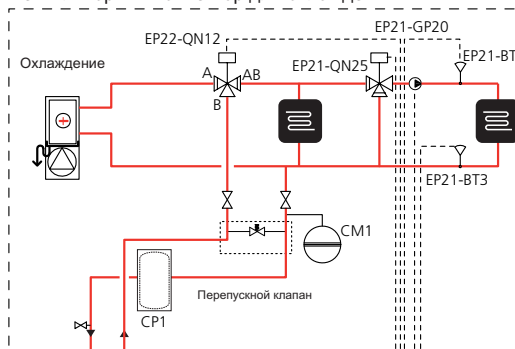 EP22-QN12
EP21-GP20
Охлаждение
A
AB
EP21-QN25
EP21-BT
B
EP21-BT3
CM1
Перепускной клапан
CP1